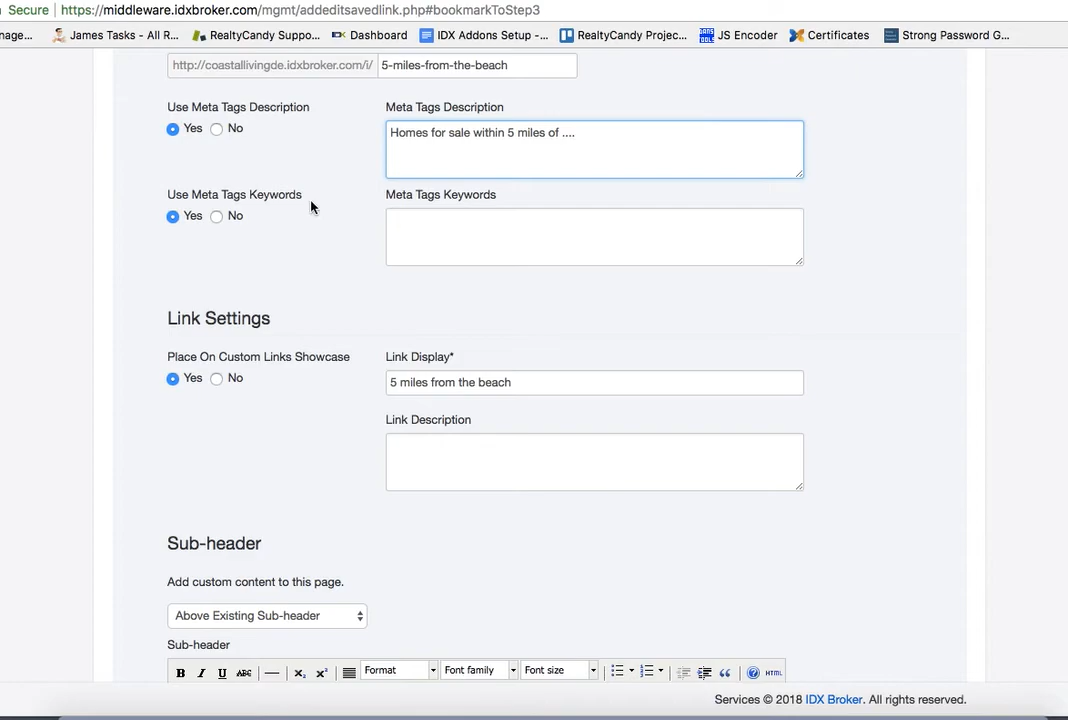 Secure | https://middleware.idxbroker.com/mgmt/addeditsavedlink.php#bookmarkToStep3
nage... James Tasks - All R... RealtyCandy Suppo... Dashboard IDX Addons Setup -... RealtyCandy Projec... JS Encoder Certificates Strong Password G...
http://coastallivingde.idxbroker.com/i/ 5-miles-from-the-beach
Use Meta Tags Description Meta Tags Description
Yes No Homes for sale within 5 miles of ....
Use Meta Tags Keywords Meta Tags Keywords
Yes No
Link Settings
Place On Custom Links Showcase Link Display*
Yes No 5 miles from the beach
Link Description
Sub-header
Add custom content to this page.
Above Existing Sub-header
Sub-header
B I U ABC x₂ x² Format Font family Font size HTML
Services © 2018 IDX Broker. All rights reserved.